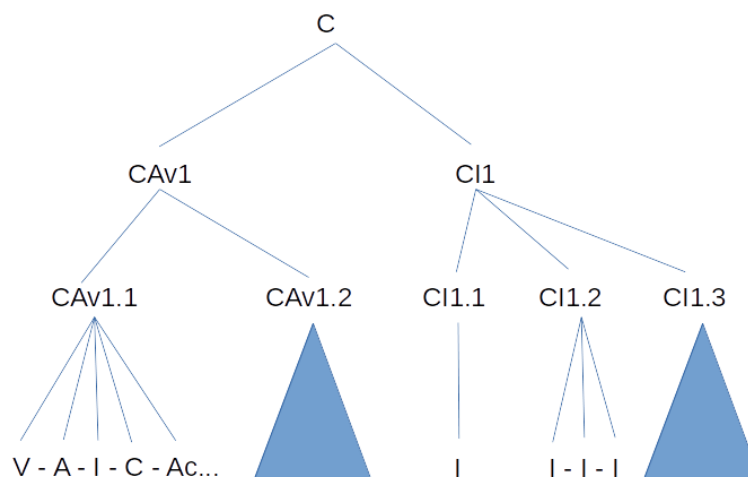 C
CAv1 CI1
CAv1.1 CAv1.2 CI1.1 CI1.2 CI1.3
V - A - I - C - Ac... I I - I - I